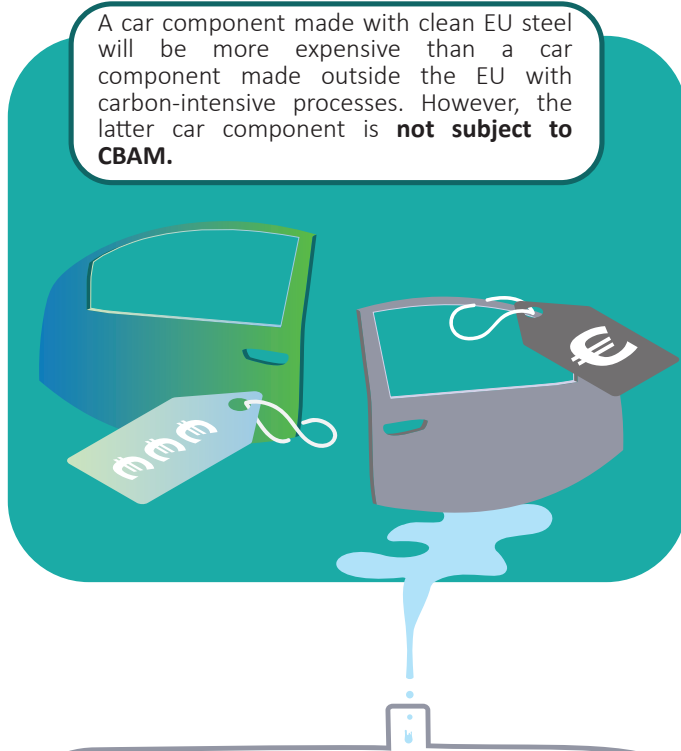 A car component made with clean EU steel
will be more expensive than a car
component made outside the EU with
carbon-intensive processes. However, the
latter car component is not subject to
CBAM.
€
€€€